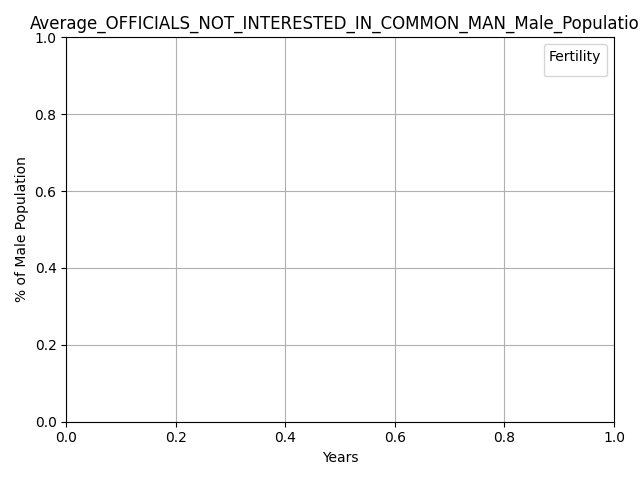 Average_OFFICIALS_NOT_INTERESTED_IN_COMMON_MAN_Male_Populatio
Fertility
% of Male Population
1.0
0.8
0.6
0.4
0.2
0.0
0.0 0.2 0.4 0.6 0.8 1.0
Years